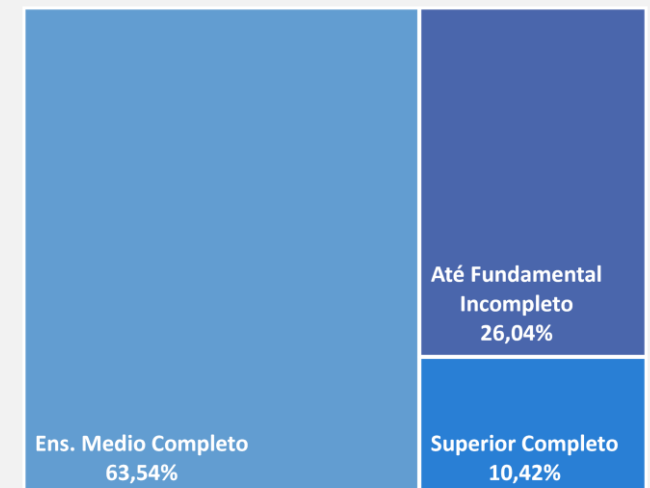 Ens. Medio Completo
63,54%
Até Fundamental
Incompleto
26,04%
Superior Completo
10,42%